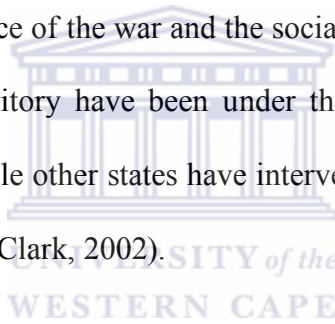 ce of the war and the social
itory have been under th
le other states have interve
Clark, 2002).
UNIVERSITY of the
WESTERN CAPE